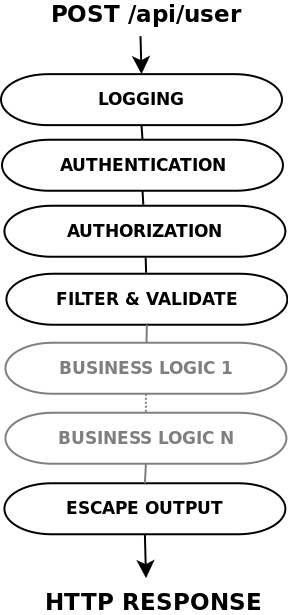 POST /api/user
LOGGING
AUTHENTICATION
AUTHORIZATION
FILTER & VALIDATE
BUSINESS LOGIC 1
BUSINESS LOGIC N
ESCAPE OUTPUT
HTTP RESPONSE